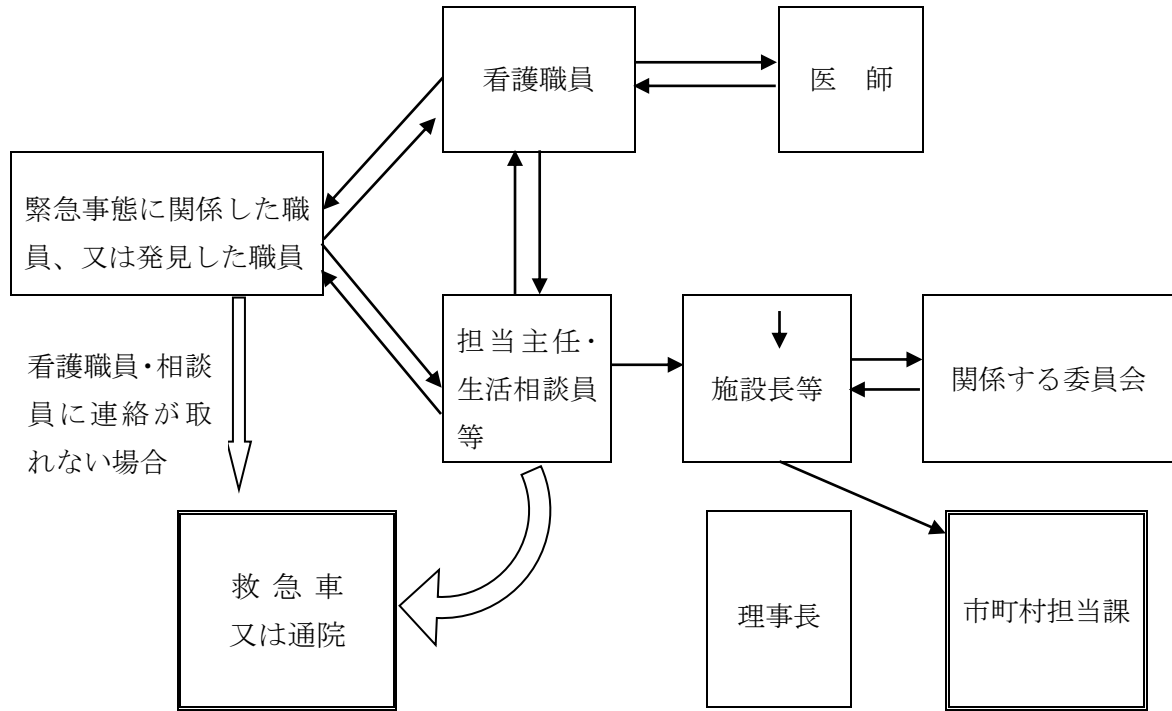 看護職員
医　師
緊急事態に関係した職
員、又は発見した職員
担当主任・
生活相談員
等
施設長等
関係する委員会
看護職員・相談
員に連絡が取
れない場合
救 急 車
又は通院
理事長
市町村担当課